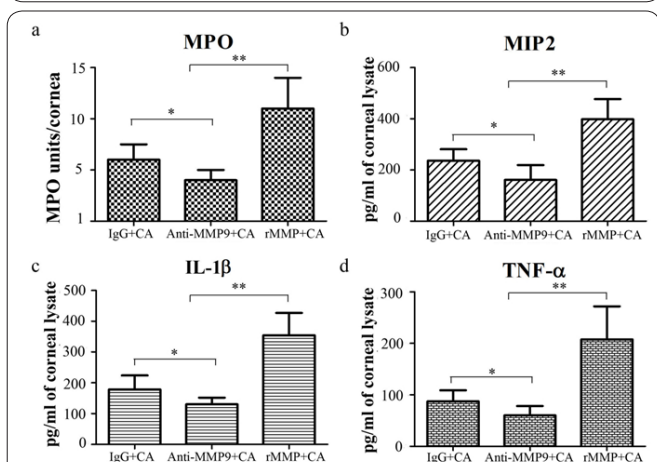 a
MPO
MPO units/cornea
15
10
5
1
*
**
IgG+CA Anti-MMP9+CA rMMP+CA
b
MIP2
pg/ml of corneal lysate
600
400
200
0
*
**
IgG+CA Anti-MMP9+CA rMMP+CA
c
IL-1β
pg/ml of corneal lysate
500
400
300
200
100
0
*
**
IgG+CA Anti-MMP9+CA rMMP+CA
d
TNF-α
pg/ml of corneal lysate
300
200
100
0
*
**
IgG+CA Anti-MMP9+CA rMMP+CA